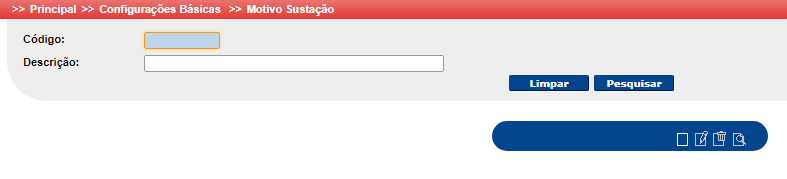 >> Principal >> Configurações Básicas >> Motivo Sustação
Código:
Descrição:
Limpar Pesquisar